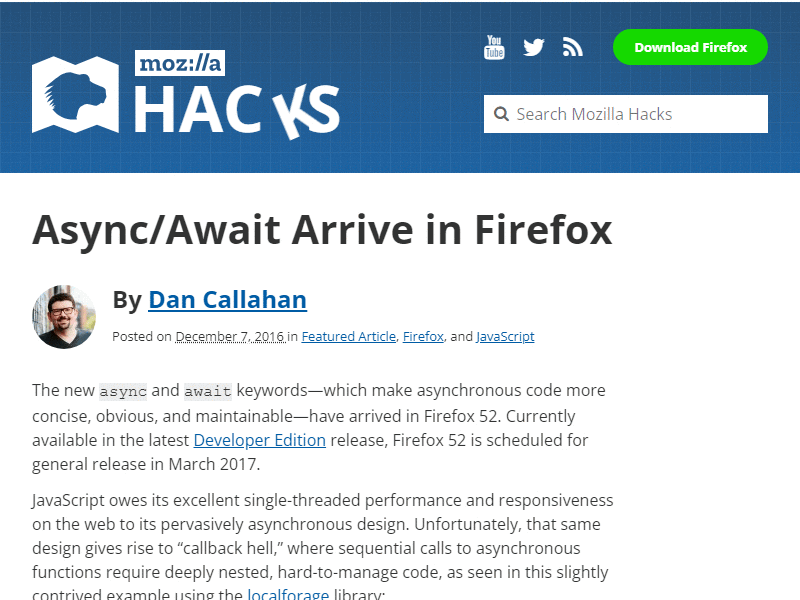 You
Tube
Download Firefox
moz://a
HACKS
Search Mozilla Hacks
Async/Await Arrive in Firefox
By Dan Callahan
Posted on December 7, 2016 in Featured Article, Firefox, and JavaScript
The new async and await keywords—which make asynchronous code more
concise, obvious, and maintainable—have arrived in Firefox 52. Currently
available in the latest Developer Edition release, Firefox 52 is scheduled for
general release in March 2017.
JavaScript owes its excellent single-threaded performance and responsiveness
on the web to its pervasively asynchronous design. Unfortunately, that same
design gives rise to “callback hell,” where sequential calls to asynchronous
functions require deeply nested, hard-to-manage code, as seen in this slightly
contrived example using the localforage library: